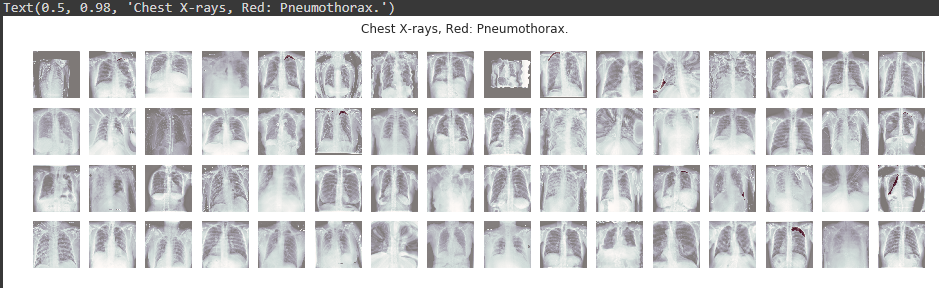 Text(0.5, 0.98, 'Chest X-rays, Red: Pneumothorax.')
Chest X-rays, Red: Pneumothorax.